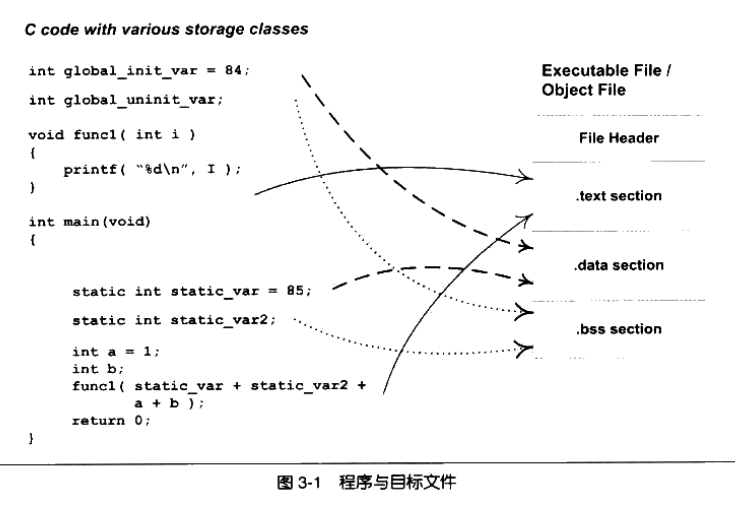 C code with various storage classes
int global_init_var = 84;
int global_uninit_var;
void func1( int i )
{
printf( "%d\n", I );
}
int main(void)
{
static int static_var = 85;
static int static_var2;
int a = 1;
int b;
func1( static_var + static_var2 +
a + b );
return 0;
}
Executable File /
Object File
File Header
.text section
.data section
.bss section
图 3-1 程序与目标文件